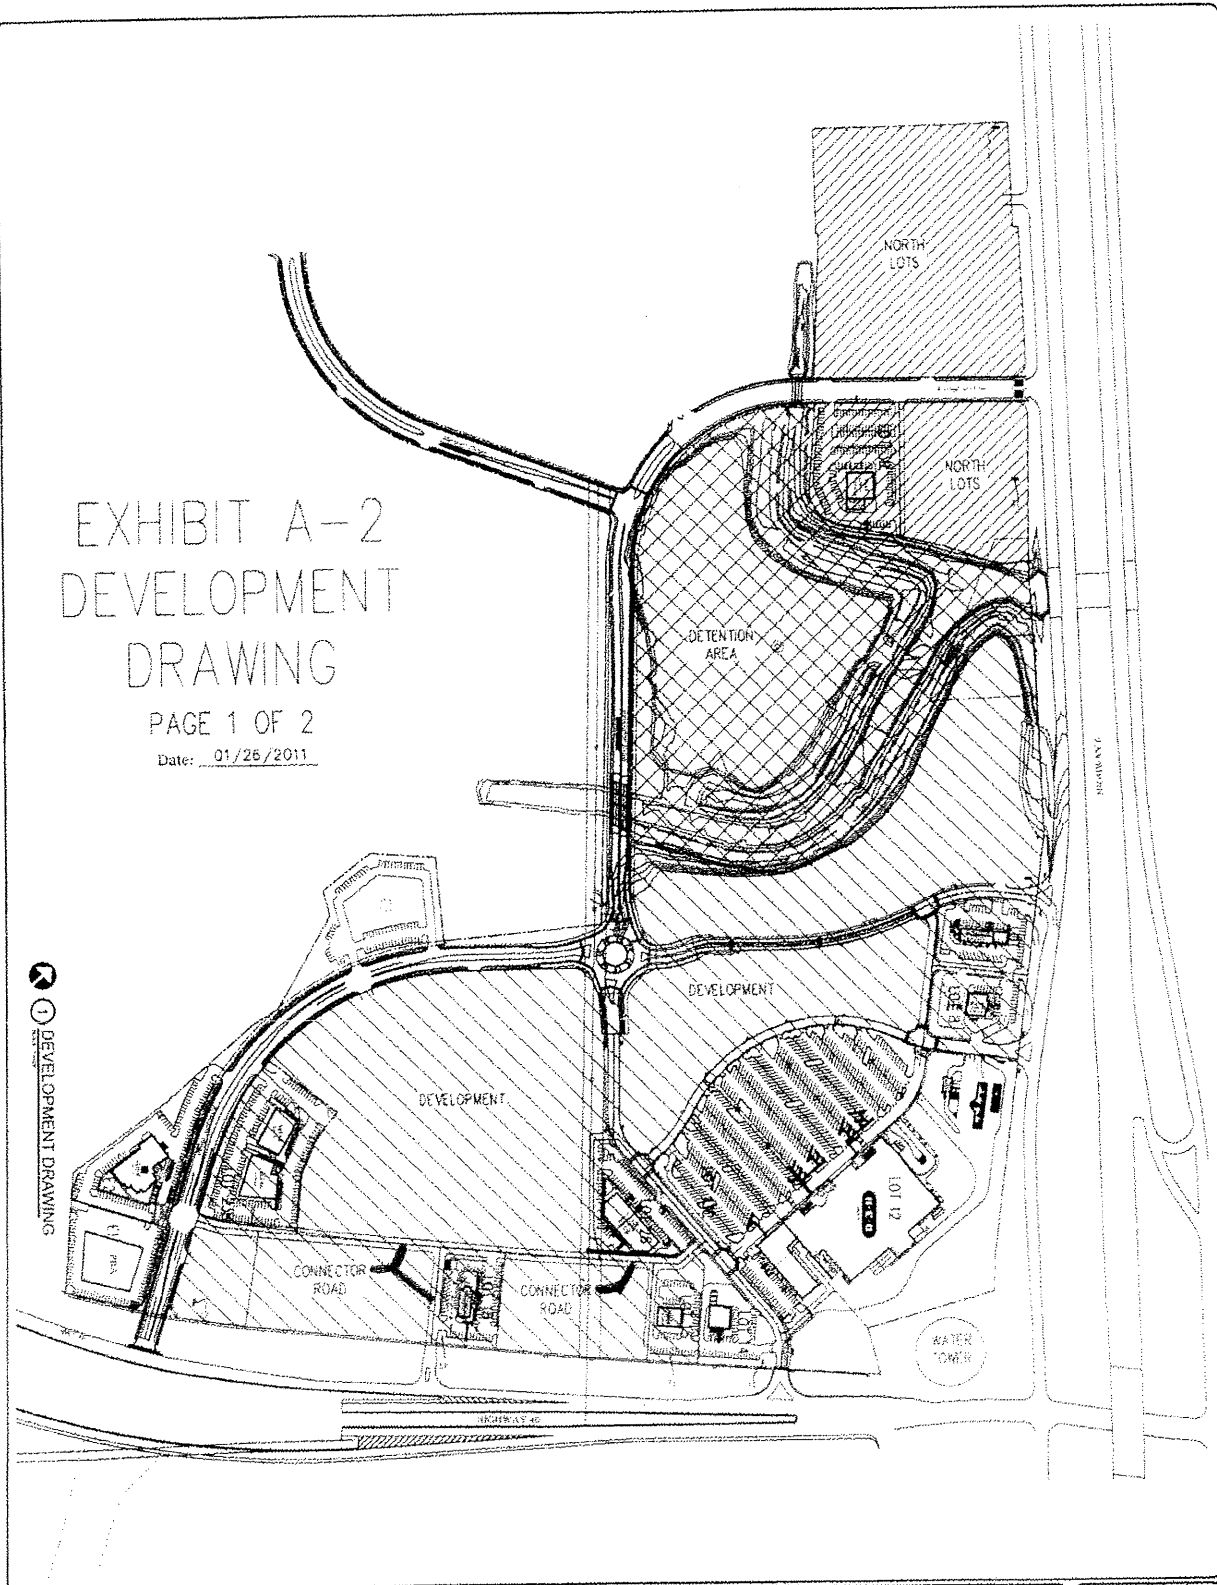 NORTH
LOTS
NORTH
LOTS
EXHIBIT A-2
DEVELOPMENT
DRAWING
PAGE 1 OF 2
Date: 01/26/2011
DETENTION
AREA
DEVELOPMENT
DEVELOPMENT
1
DEVELOPMENT DRAWING
LOT 12
CONNECTOR
ROAD
CONNECTOR
ROAD
WATER
TOWER
HIGHWAY 46